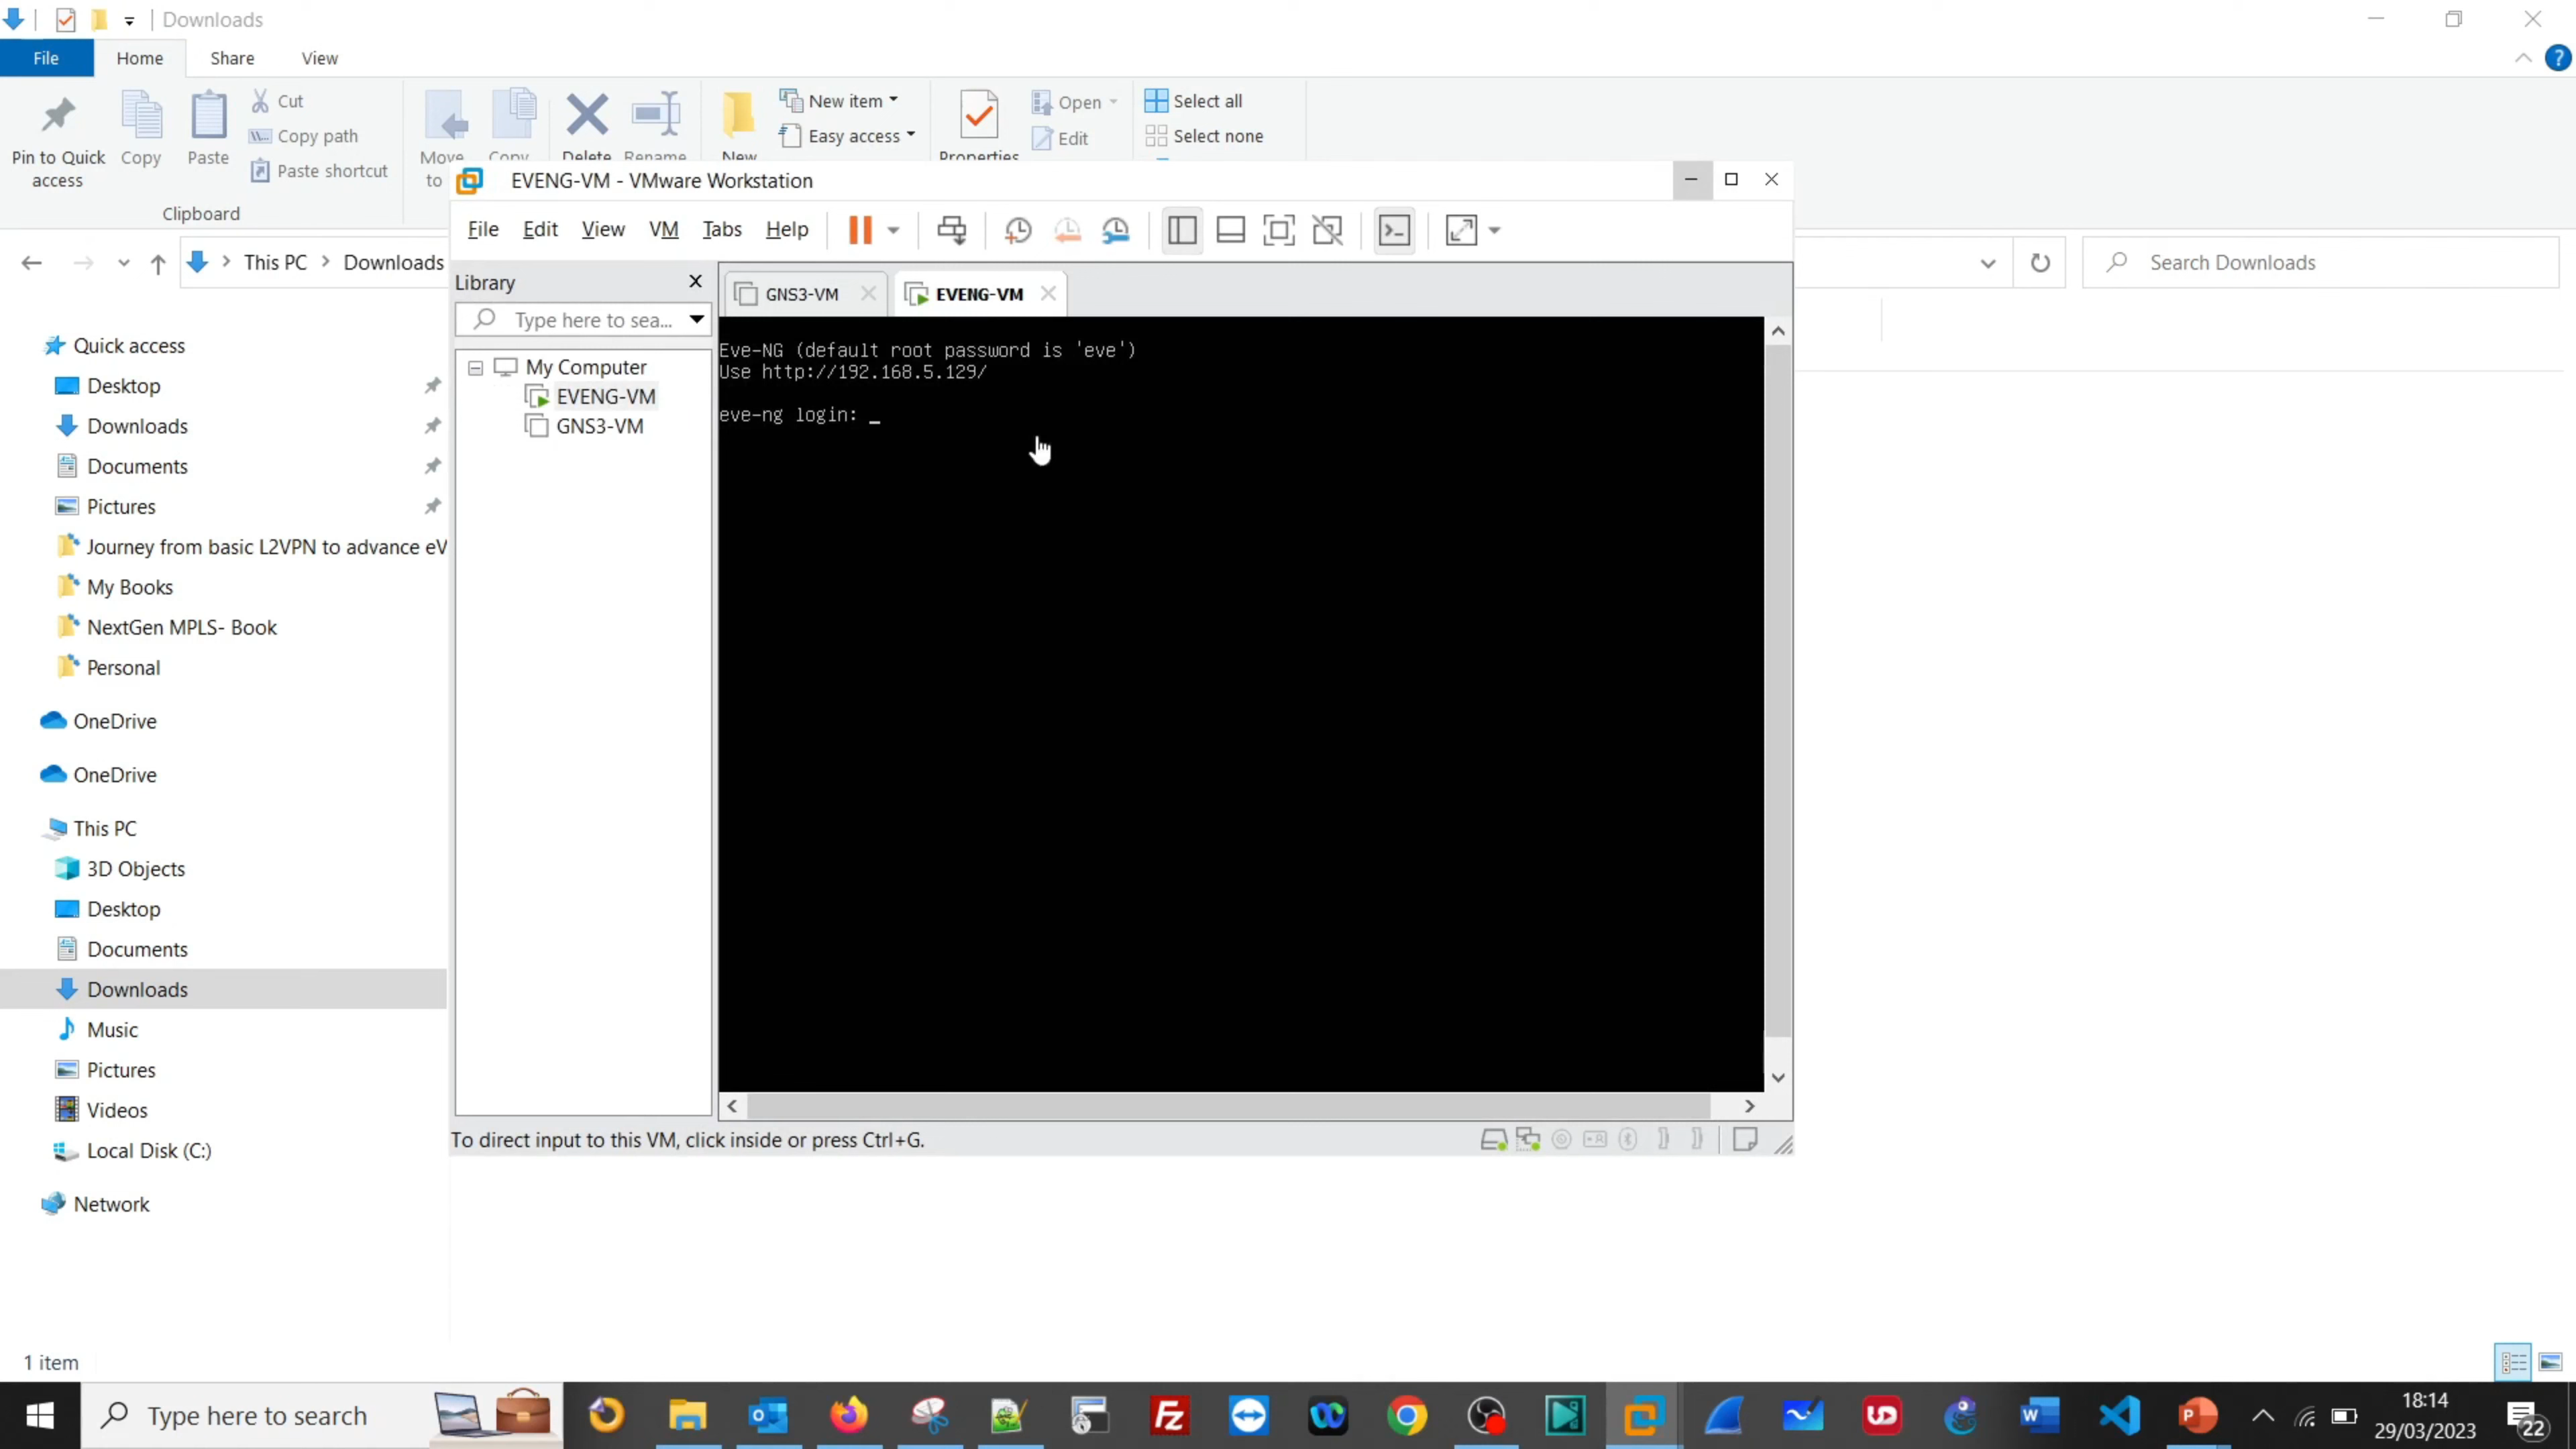 Downloads
File
Home
Share
View
Pin to Quick access
Copy
Paste
Cut
Copy path
Paste shortcut
Clipboard
Move to
Copy
Delete
Rename
New
New item
Easy access
Properties
Open
Edit
Select all
Select none
EVENG-VM - VMware Workstation
File Edit View VM Tabs Help
This PC > Downloads
Search Downloads
Library
Type here to sea...
My Computer
EVENG-VM
GNS3-VM
GNS3-VM
EVENG-VM
Eve-NG (default root password is 'eve')
Use http://192.168.5.129/
eve-ng login: _
To direct input to this VM, click inside or press Ctrl+G.
Quick access
Desktop
Downloads
Documents
Pictures
Journey from basic L2VPN to advance eV
My Books
NextGen MPLS- Book
Personal
OneDrive
OneDrive
This PC
3D Objects
Desktop
Documents
Downloads
Music
Pictures
Videos
Local Disk (C:)
Network
1 item
Type here to search
18:14
29/03/2023
22